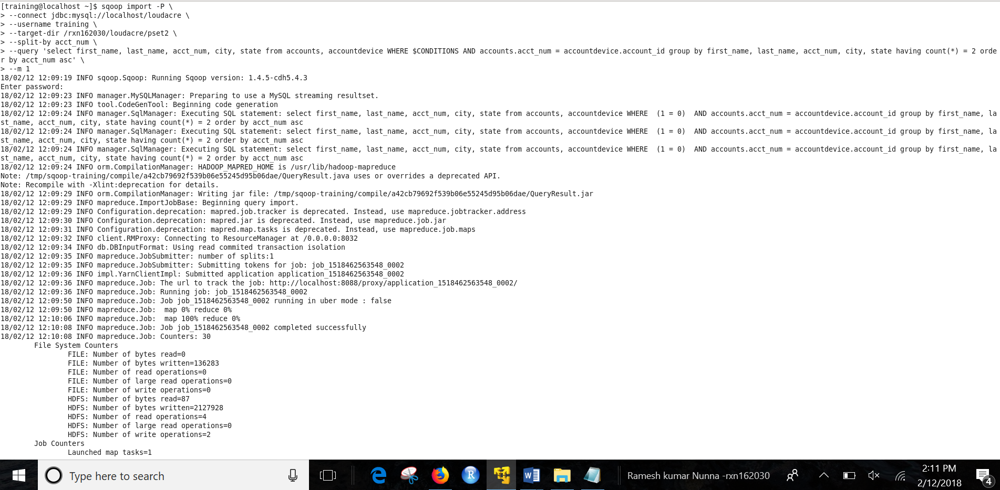 [training@localhost ~]$ sqoop import -P \
> --connect jdbc:mysql://localhost/loudacre \
> --username training \
> --target-dir /rxn162030/loudacre/pset2 \
> --split-by acct_num \
> --query 'select first_name, last_name, acct_num, city, state from accounts, accountdevice WHERE $CONDITIONS AND accounts.acct_num = accountdevice.account_id group by first_name, last_name, acct_num, city, state having count(*) = 2 orde
r by acct_num asc' \
> --m 1
18/02/12 12:09:19 INFO sqoop.Sqoop: Running Sqoop version: 1.4.5-cdh5.4.3
Enter password:
18/02/12 12:09:23 INFO manager.MySQLManager: Preparing to use a MySQL streaming resultset.
18/02/12 12:09:23 INFO tool.CodeGenTool: Beginning code generation
18/02/12 12:09:24 INFO manager.SqlManager: Executing SQL statement: select first_name, last_name, acct_num, city, state from accounts, accountdevice WHERE  (1 = 0)  AND accounts.acct_num = accountdevice.account_id group by first_name, la
st_name, acct_num, city, state having count(*) = 2 order by acct_num asc
18/02/12 12:09:24 INFO manager.SqlManager: Executing SQL statement: select first_name, last_name, acct_num, city, state from accounts, accountdevice WHERE  (1 = 0)  AND accounts.acct_num = accountdevice.account_id group by first_name, la
st_name, acct_num, city, state having count(*) = 2 order by acct_num asc
18/02/12 12:09:24 INFO manager.SqlManager: Executing SQL statement: select first_name, last_name, acct_num, city, state from accounts, accountdevice WHERE  (1 = 0)  AND accounts.acct_num = accountdevice.account_id group by first_name, la
st_name, acct_num, city, state having count(*) = 2 order by acct_num asc
18/02/12 12:09:24 INFO orm.CompilationManager: HADOOP_MAPRED_HOME is /usr/lib/hadoop-mapreduce
Note: /tmp/sqoop-training/compile/a42cb79692f539b06e55245d95b06dae/QueryResult.java uses or overrides a deprecated API.
Note: Recompile with -Xlint:deprecation for details.
18/02/12 12:09:29 INFO orm.CompilationManager: Writing jar file: /tmp/sqoop-training/compile/a42cb79692f539b06e55245d95b06dae/QueryResult.jar
18/02/12 12:09:29 INFO mapreduce.ImportJobBase: Beginning query import.
18/02/12 12:09:29 INFO Configuration.deprecation: mapred.job.tracker is deprecated. Instead, use mapreduce.jobtracker.address
18/02/12 12:09:30 INFO Configuration.deprecation: mapred.jar is deprecated. Instead, use mapreduce.job.jar
18/02/12 12:09:31 INFO Configuration.deprecation: mapred.map.tasks is deprecated. Instead, use mapreduce.job.maps
18/02/12 12:09:32 INFO client.RMProxy: Connecting to ResourceManager at /0.0.0.0:8032
18/02/12 12:09:34 INFO db.DBInputFormat: Using read commited transaction isolation
18/02/12 12:09:35 INFO mapreduce.JobSubmitter: number of splits:1
18/02/12 12:09:35 INFO mapreduce.JobSubmitter: Submitting tokens for job: job_1518462563548_0002
18/02/12 12:09:36 INFO impl.YarnClientImpl: Submitted application application_1518462563548_0002
18/02/12 12:09:36 INFO mapreduce.Job: The url to track the job: http://localhost:8088/proxy/application_1518462563548_0002/
18/02/12 12:09:36 INFO mapreduce.Job: Running job: job_1518462563548_0002
18/02/12 12:09:50 INFO mapreduce.Job: Job job_1518462563548_0002 running in uber mode : false
18/02/12 12:09:50 INFO mapreduce.Job:  map 0% reduce 0%
18/02/12 12:10:06 INFO mapreduce.Job:  map 100% reduce 0%
18/02/12 12:10:08 INFO mapreduce.Job: Job job_1518462563548_0002 completed successfully
18/02/12 12:10:08 INFO mapreduce.Job: Counters: 30
File System Counters
FILE: Number of bytes read=0
FILE: Number of bytes written=136283
FILE: Number of read operations=0
FILE: Number of large read operations=0
FILE: Number of write operations=0
HDFS: Number of bytes read=87
HDFS: Number of bytes written=2127928
HDFS: Number of read operations=4
HDFS: Number of large read operations=0
HDFS: Number of write operations=2
Job Counters
Launched map tasks=1
Type here to search
R
W
Ramesh kumar Nunna -rxn162030
2:11 PM
2/12/2018
4